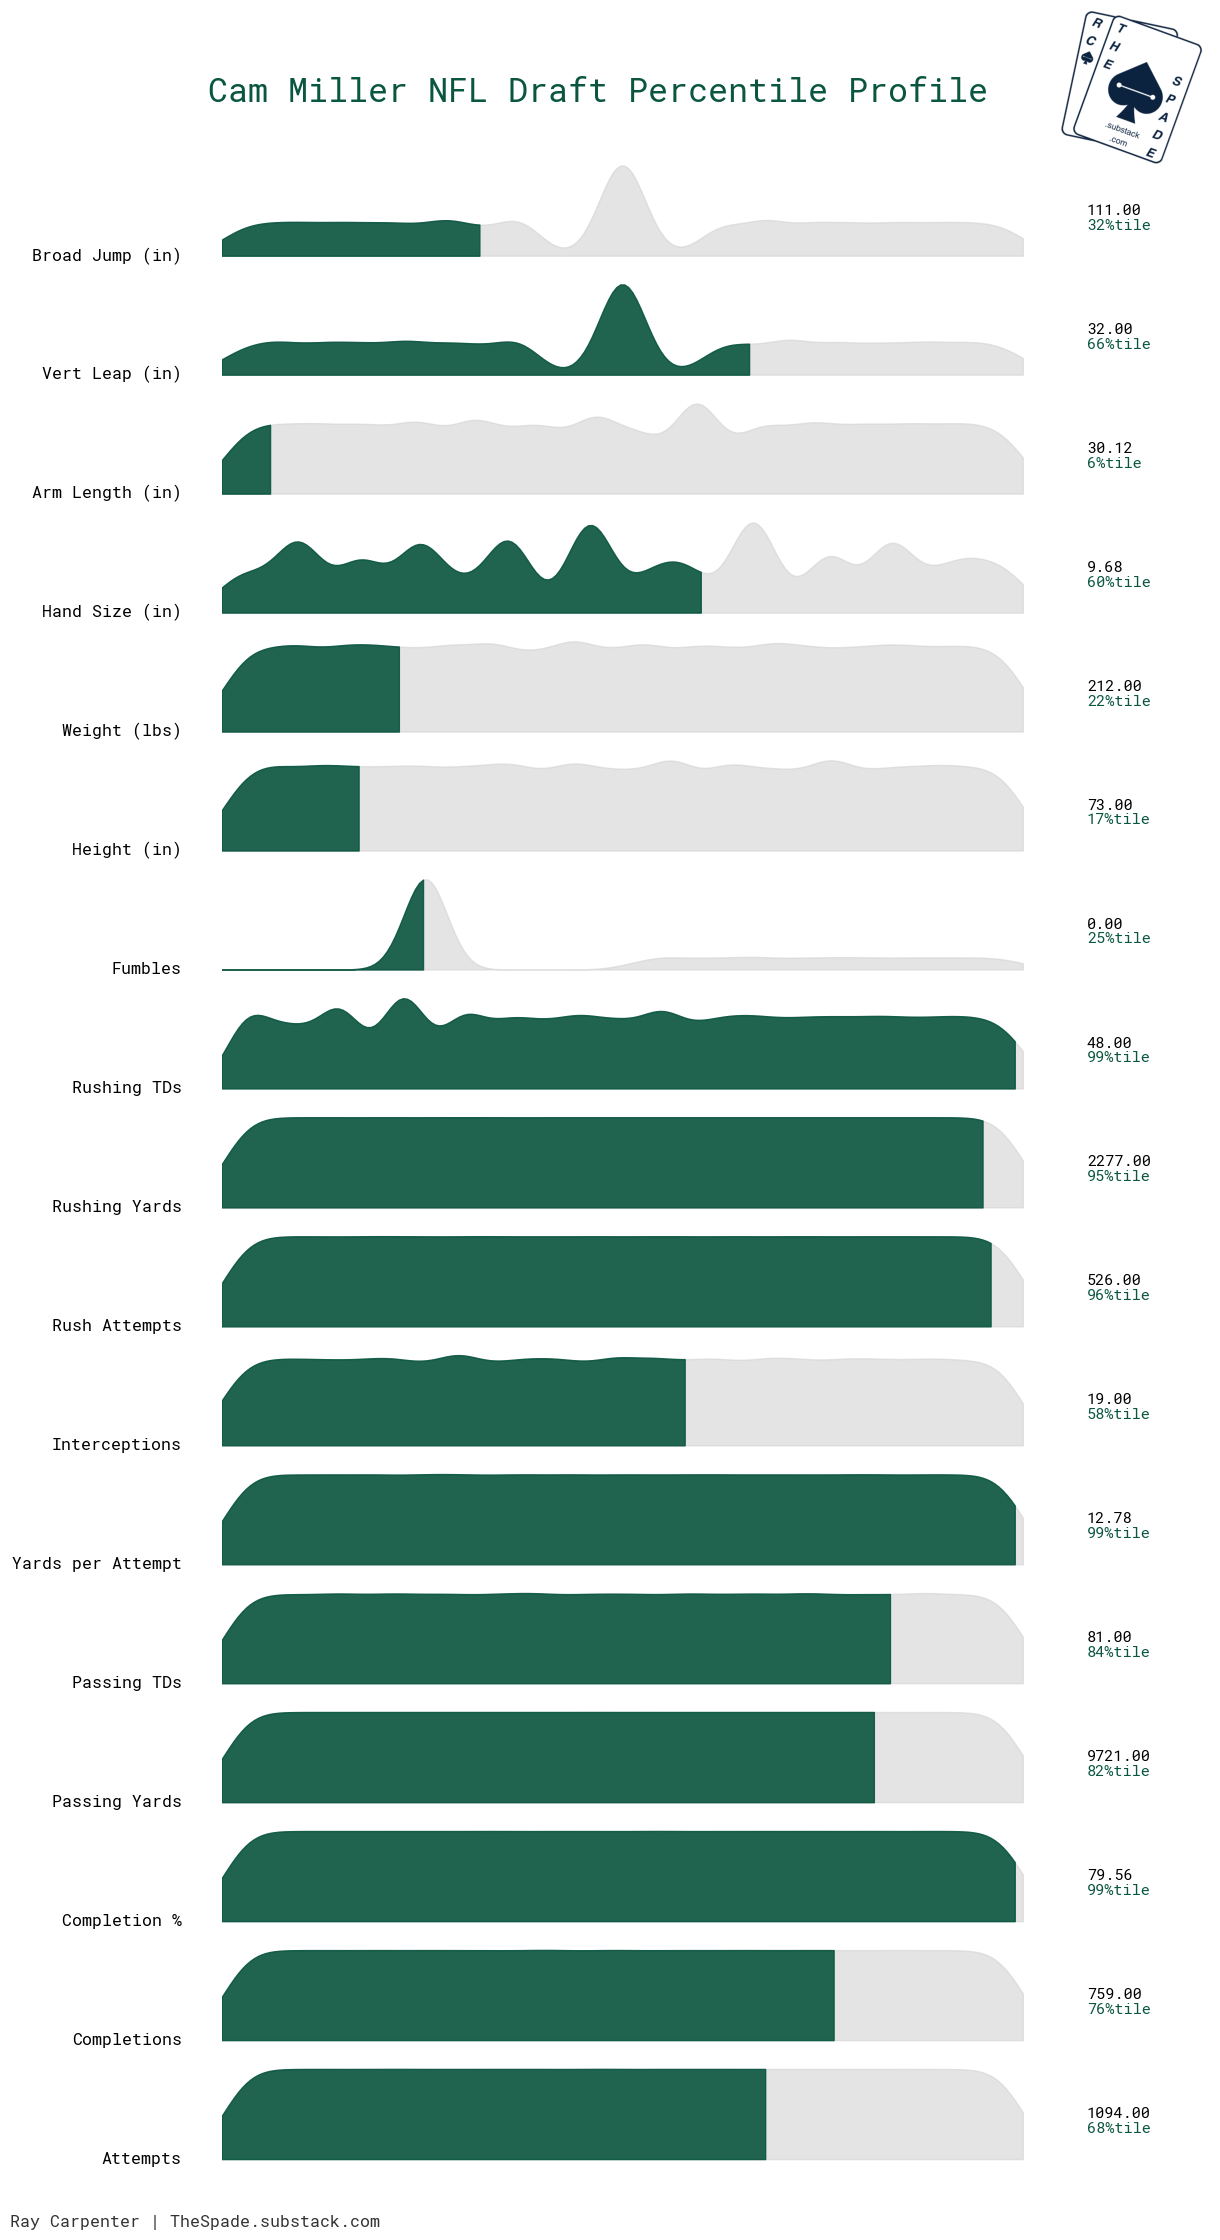 R
C
T
H
E
S
P
A
D
E
.substack
.com
Cam Miller NFL Draft Percentile Profile
Broad Jump (in)
111.00
32%tile
Vert Leap (in)
32.00
66%tile
Arm Length (in)
30.12
6%tile
Hand Size (in)
9.68
60%tile
Weight (lbs)
212.00
22%tile
Height (in)
73.00
17%tile
Fumbles
0.00
25%tile
Rushing TDs
48.00
99%tile
Rushing Yards
2277.00
95%tile
Rush Attempts
526.00
96%tile
Interceptions
19.00
58%tile
Yards per Attempt
12.78
99%tile
Passing TDs
81.00
84%tile
Passing Yards
9721.00
82%tile
Completion %
79.56
99%tile
Completions
759.00
76%tile
Attempts
1094.00
68%tile
Ray Carpenter | TheSpade.substack.com